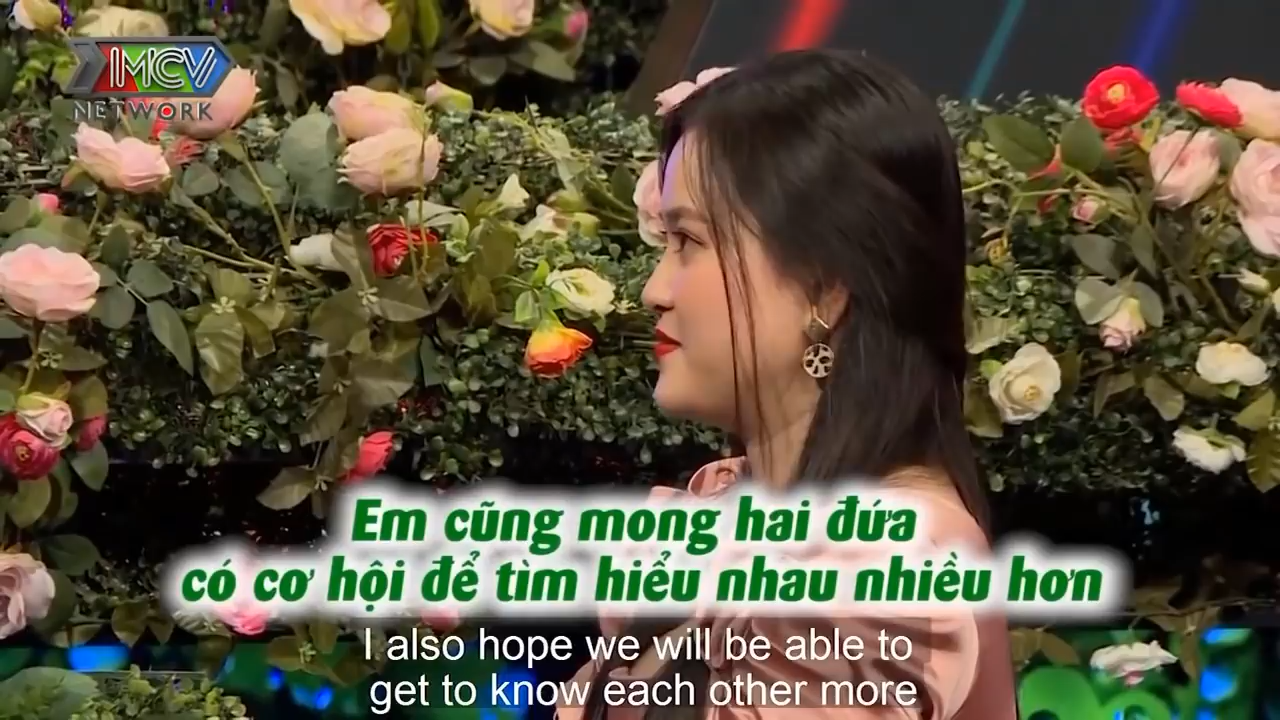 MCV
NETWORK
Em cũng mong hai đứa
có cơ hội để tìm hiểu nhau nhiều hơn
I also hope we will be able to
get to know each other more